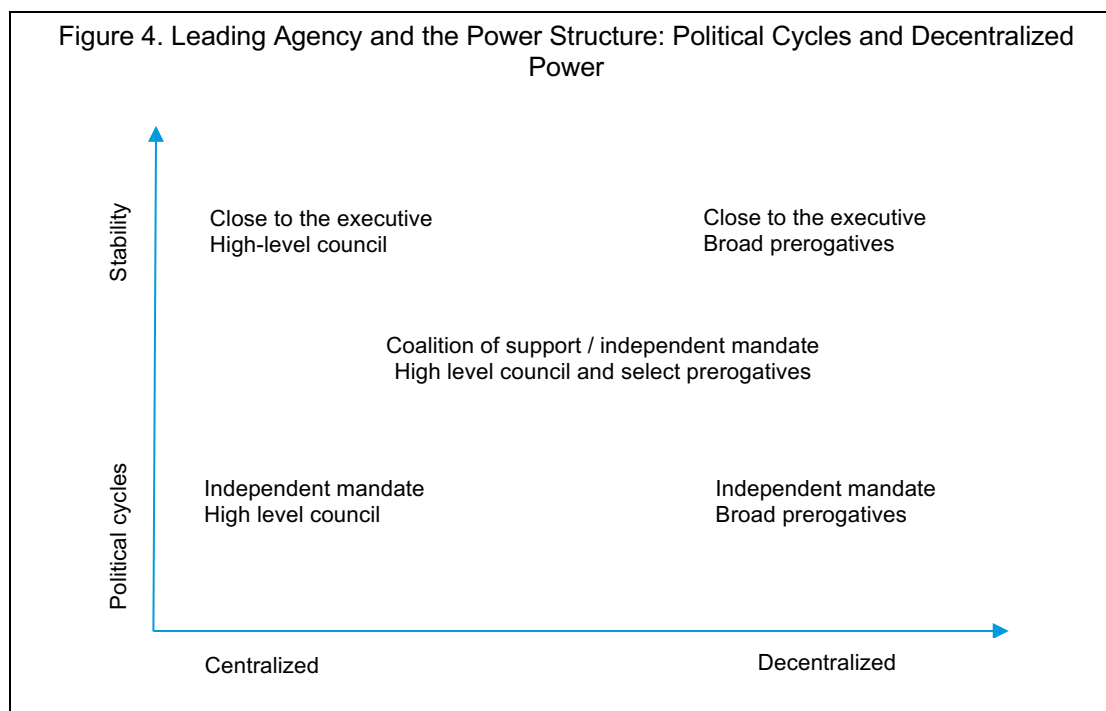 Figure 4. Leading Agency and the Power Structure: Political Cycles and Decentralized
Power
Stability
Close to the executive
High-level council
Close to the executive
Broad prerogatives
Coalition of support / independent mandate
High level council and select prerogatives
Political cycles
Independent mandate
High level council
Independent mandate
Broad prerogatives
Centralized
Decentralized